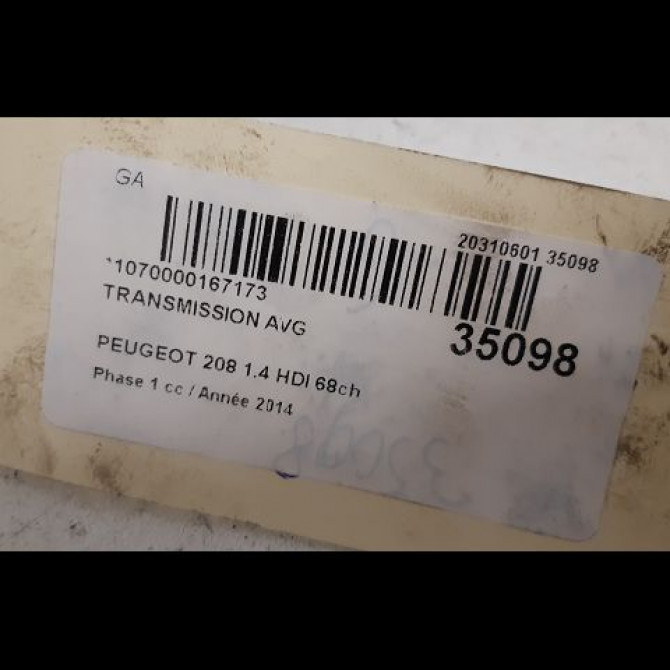 GA
20310601 35098
*1070000167173
TRANSMISSION AVG
35098
PEUGEOT 208 1.4 HDI 68ch
Phase 1 cc / Année 2014
35098